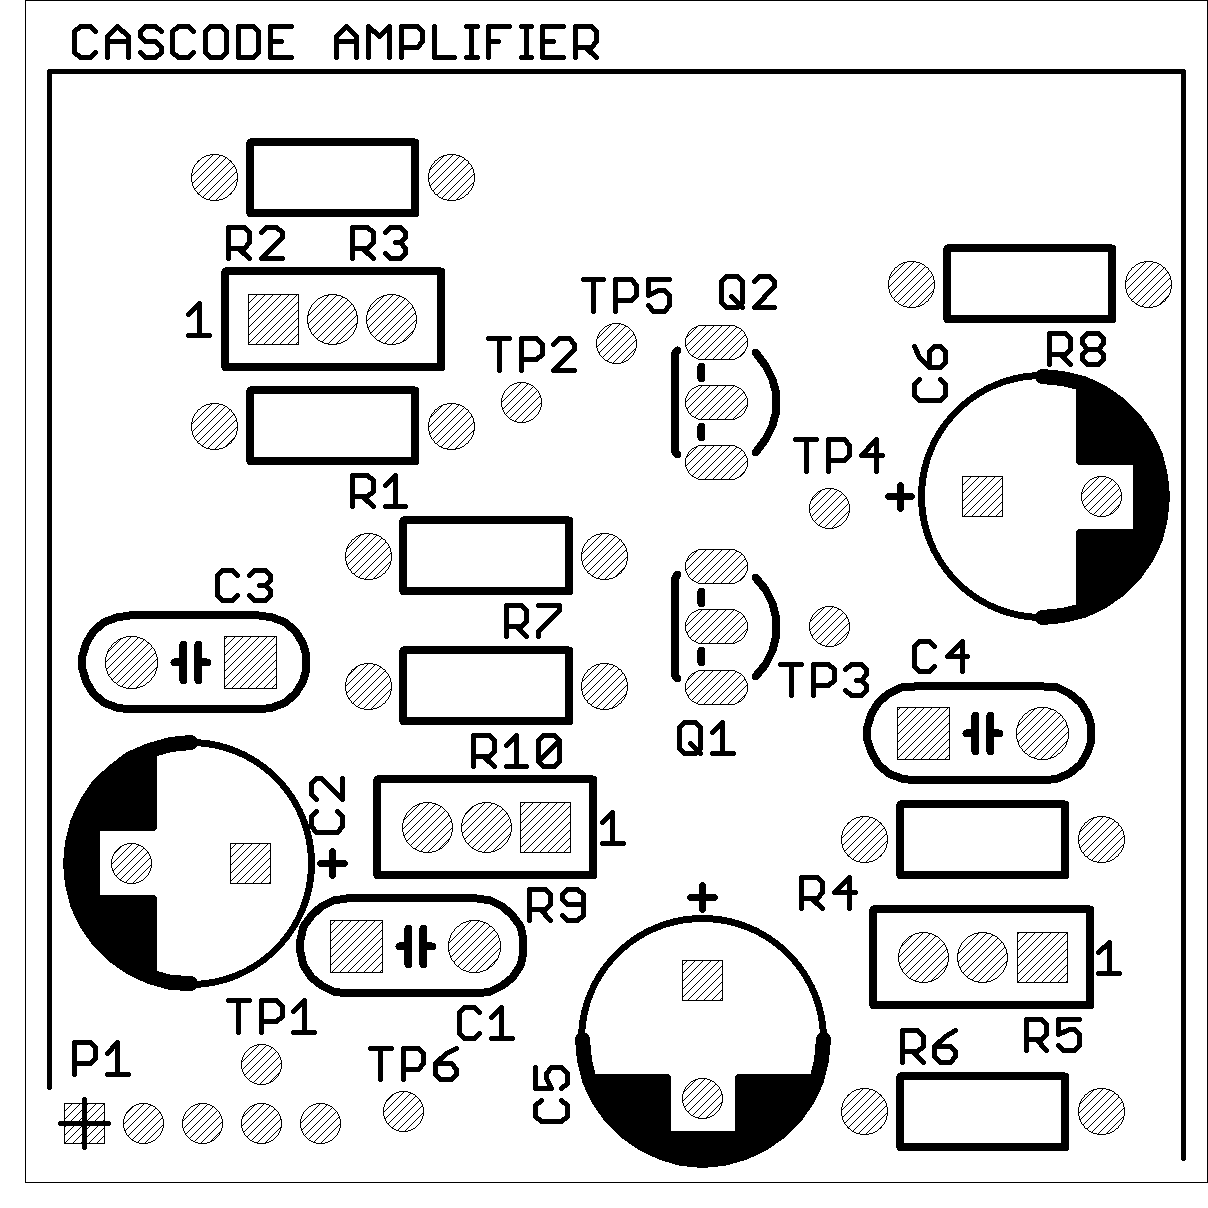 CASCODE AMPLIFIER
R2 R3
TP5 Q2
1
TP2
C6
R8
TP4
+
R1
C3
R7
C4
TP3
Q1
R10
C2
1
+
R4
R9
+
1
TP1
C1
R6 R5
P1
TP6
C5